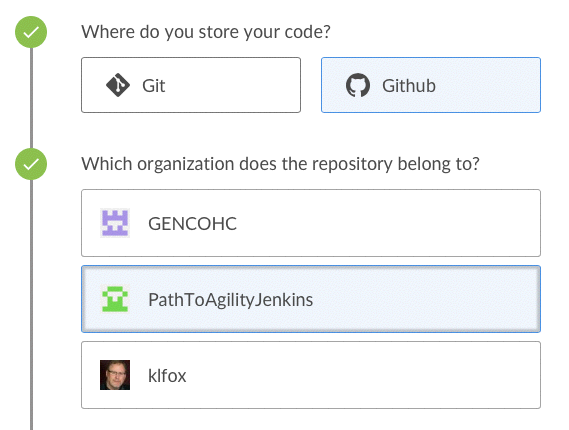 Where do you store your code?
Git
Github
Which organization does the repository belong to?
GENCOHC
PathToAgilityJenkins
klfox